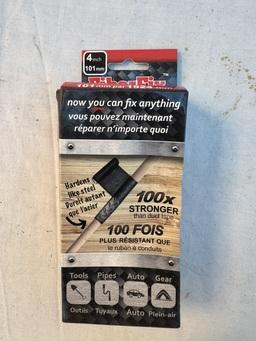 4 inch
101mm
FiberFix
now you can fix anything
vous pouvez maintenant
réparer n'importe quoi
Hardens
like steel
Durcit autant
que l'acier
100x
STRONGER
than duct tape
100 FOIS
PLUS RÉSISTANT QUE
le ruban à conduits
Tools Pipes Auto Gear
Outils Tuyaux Auto Plein-air